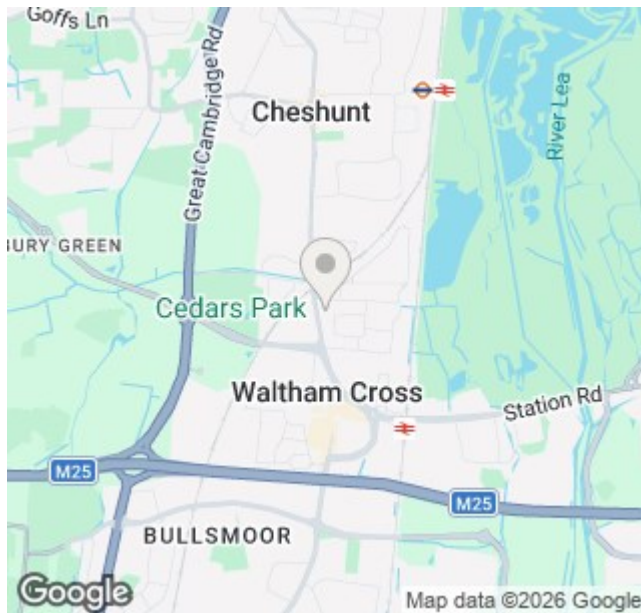 Goffs Ln
Great Cambridge Rd
Cheshunt
River Lea
BURY GREEN
Cedars Park
Waltham Cross
Station Rd
M25
M25
BULLSMOOR
Google
Map data ©2026 Google